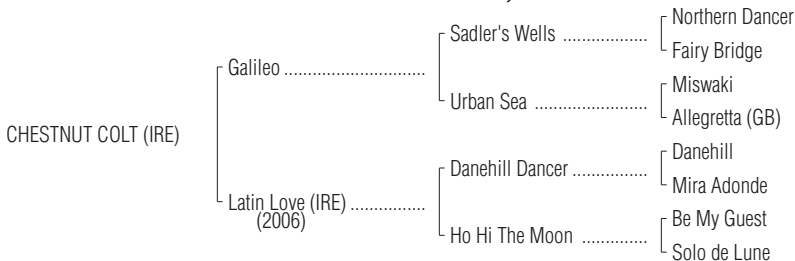 Northern Dancer
Sadler's Wells ..................
Fairy Bridge
Galileo ..............................
Miswaki
Urban Sea ........................
Allegretta (GB)
CHESTNUT COLT (IRE)
Danehill
Danehill Dancer ................
Mira Adonde
Latin Love (IRE) ................
(2006)
Be My Guest
Ho Hi The Moon ..............
Solo de Lune